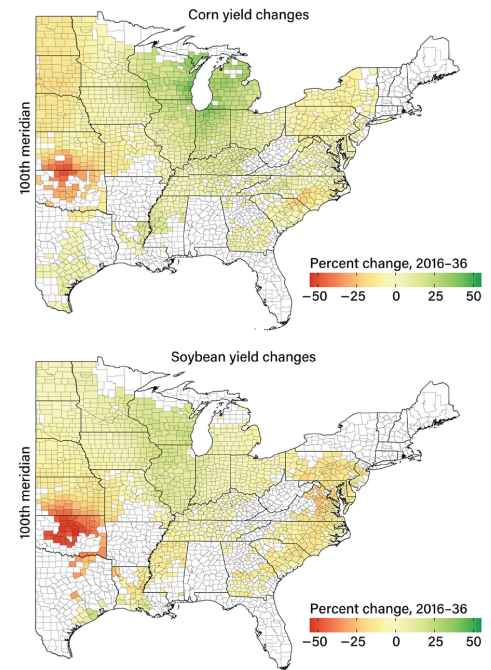 Corn yield changes
100th meridian
Percent change, 2016–36
−50 −25 0 25 50
Soybean yield changes
100th meridian
Percent change, 2016–36
−50 −25 0 25 50